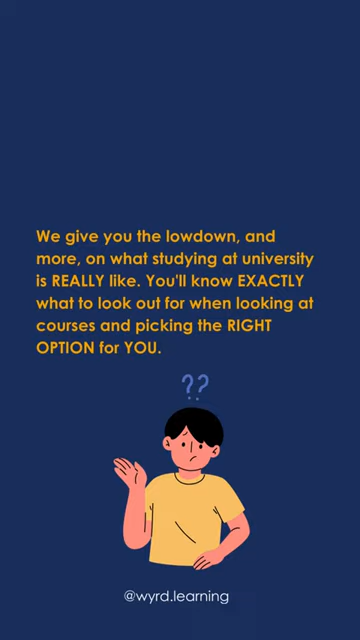 We give you the lowdown, and
more, on what studying at university
is REALLY like. You'll know EXACTLY
what to look out for when looking at
courses and picking the RIGHT
OPTION for YOU.
??
@wyrd.learning